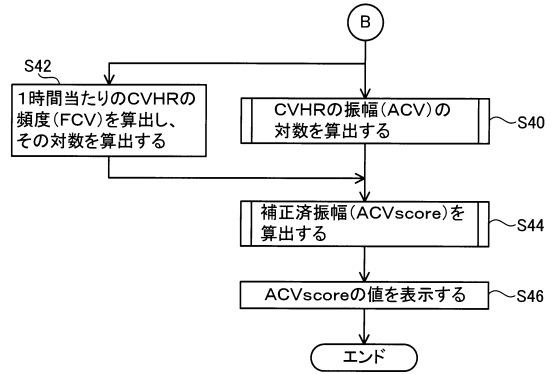 B
S42
1時間当たりのCVHRの
頻度(FCV)を算出し、
その対数を算出する
CVHRの振幅(ACV)の
対数を算出する
S40
補正済振幅(ACVscore)を
算出する
S44
ACVscoreの値を表示する
S46
エンド